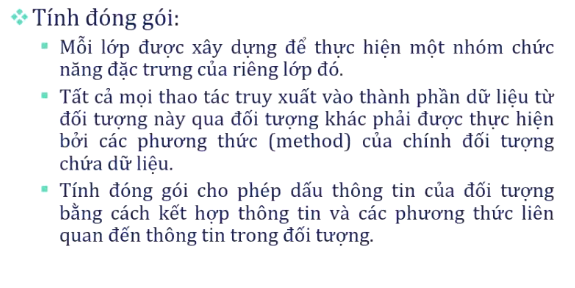 Tính đóng gói:
Mỗi lớp được xây dựng để thực hiện một nhóm chức
năng đặc trưng của riêng lớp đó.
Tất cả mọi thao tác truy xuất vào thành phần dữ liệu từ
đối tượng này qua đối tượng khác phải được thực hiện
bởi các phương thức (method) của chính đối tượng
chứa dữ liệu.
Tính đóng gói cho phép dấu thông tin của đối tượng
bằng cách kết hợp thông tin và các phương thức liên
quan đến thông tin trong đối tượng.